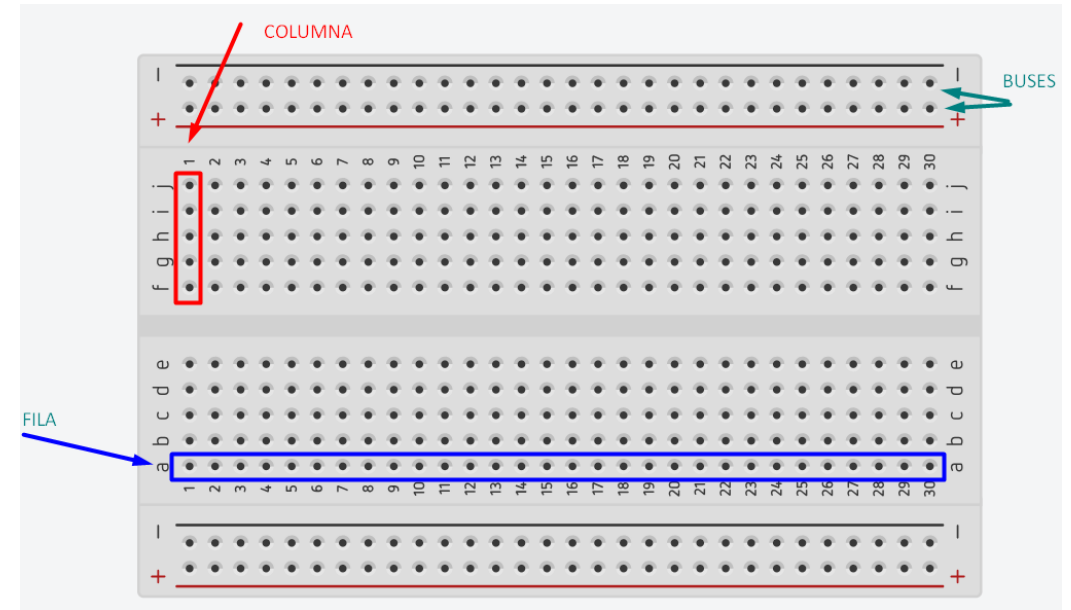 COLUMNA
BUSES
− −
+ +
1 2 3 4 5 6 7 8 9 10 11 12 13 14 15 16 17 18 19 20 21 22 23 24 25 26 27 28 29 30
j j
i i
h h
g g
f f
e e
d d
c c
FILA
b b
a a
1 2 3 4 5 6 7 8 9 10 11 12 13 14 15 16 17 18 19 20 21 22 23 24 25 26 27 28 29 30
− −
+ +